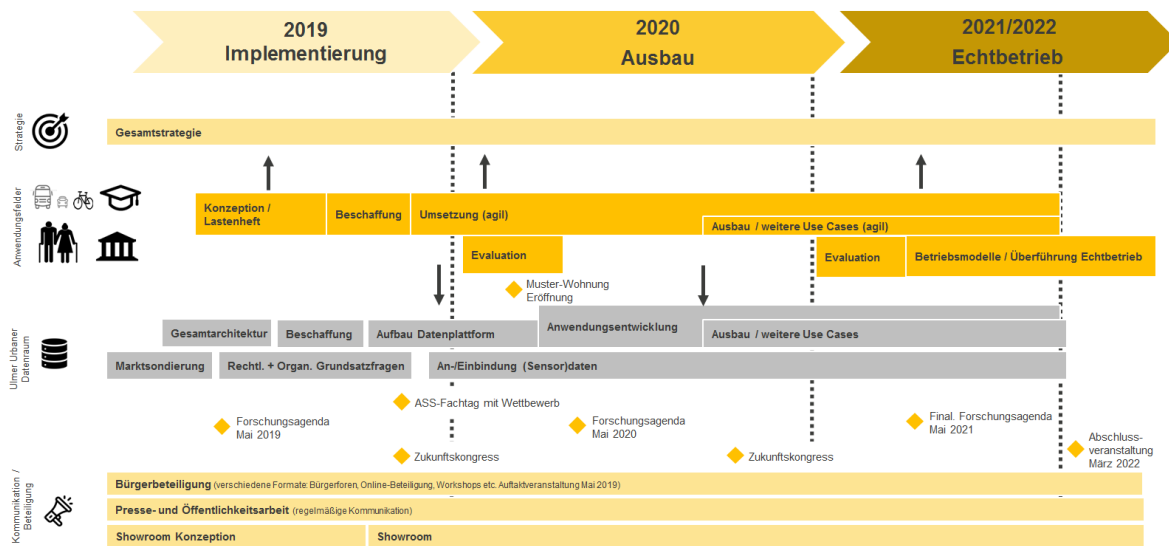 2019
Implementierung
2020
Ausbau
2021/2022
Echtbetrieb
Strategie
Gesamtstrategie
Anwendungsfelder
Konzeption /
Lastenheft
Beschaffung
Umsetzung (agil)
Ausbau / weitere Use Cases (agil)
Evaluation
Evaluation
Betriebsmodelle / Überführung Echtbetrieb
Muster-Wohnung
Eröffnung
Ulmer Urbaner
Datenraum
Gesamtarchitektur
Beschaffung
Aufbau Datenplattform
Anwendungsentwicklung
Ausbau / weitere Use Cases
Marktsondierung
Rechtl. + Organ. Grundsatzfragen
An-/Einbindung (Sensor)daten
ASS-Fachtag mit Wettbewerb
Forschungsagenda
Mai 2019
Forschungsagenda
Mai 2020
Final. Forschungsagenda
Mai 2021
Zukunftskongress
Zukunftskongress
Abschluss-
veranstaltung
März 2022
Kommunikation /
Beteiligung
Bürgerbeteiligung (verschiedene Formate: Bürgerforen, Online-Beteiligung, Workshops etc. Auftaktveranstaltung Mai 2019)
Presse- und Öffentlichkeitsarbeit (regelmäßige Kommunikation)
Showroom Konzeption
Showroom